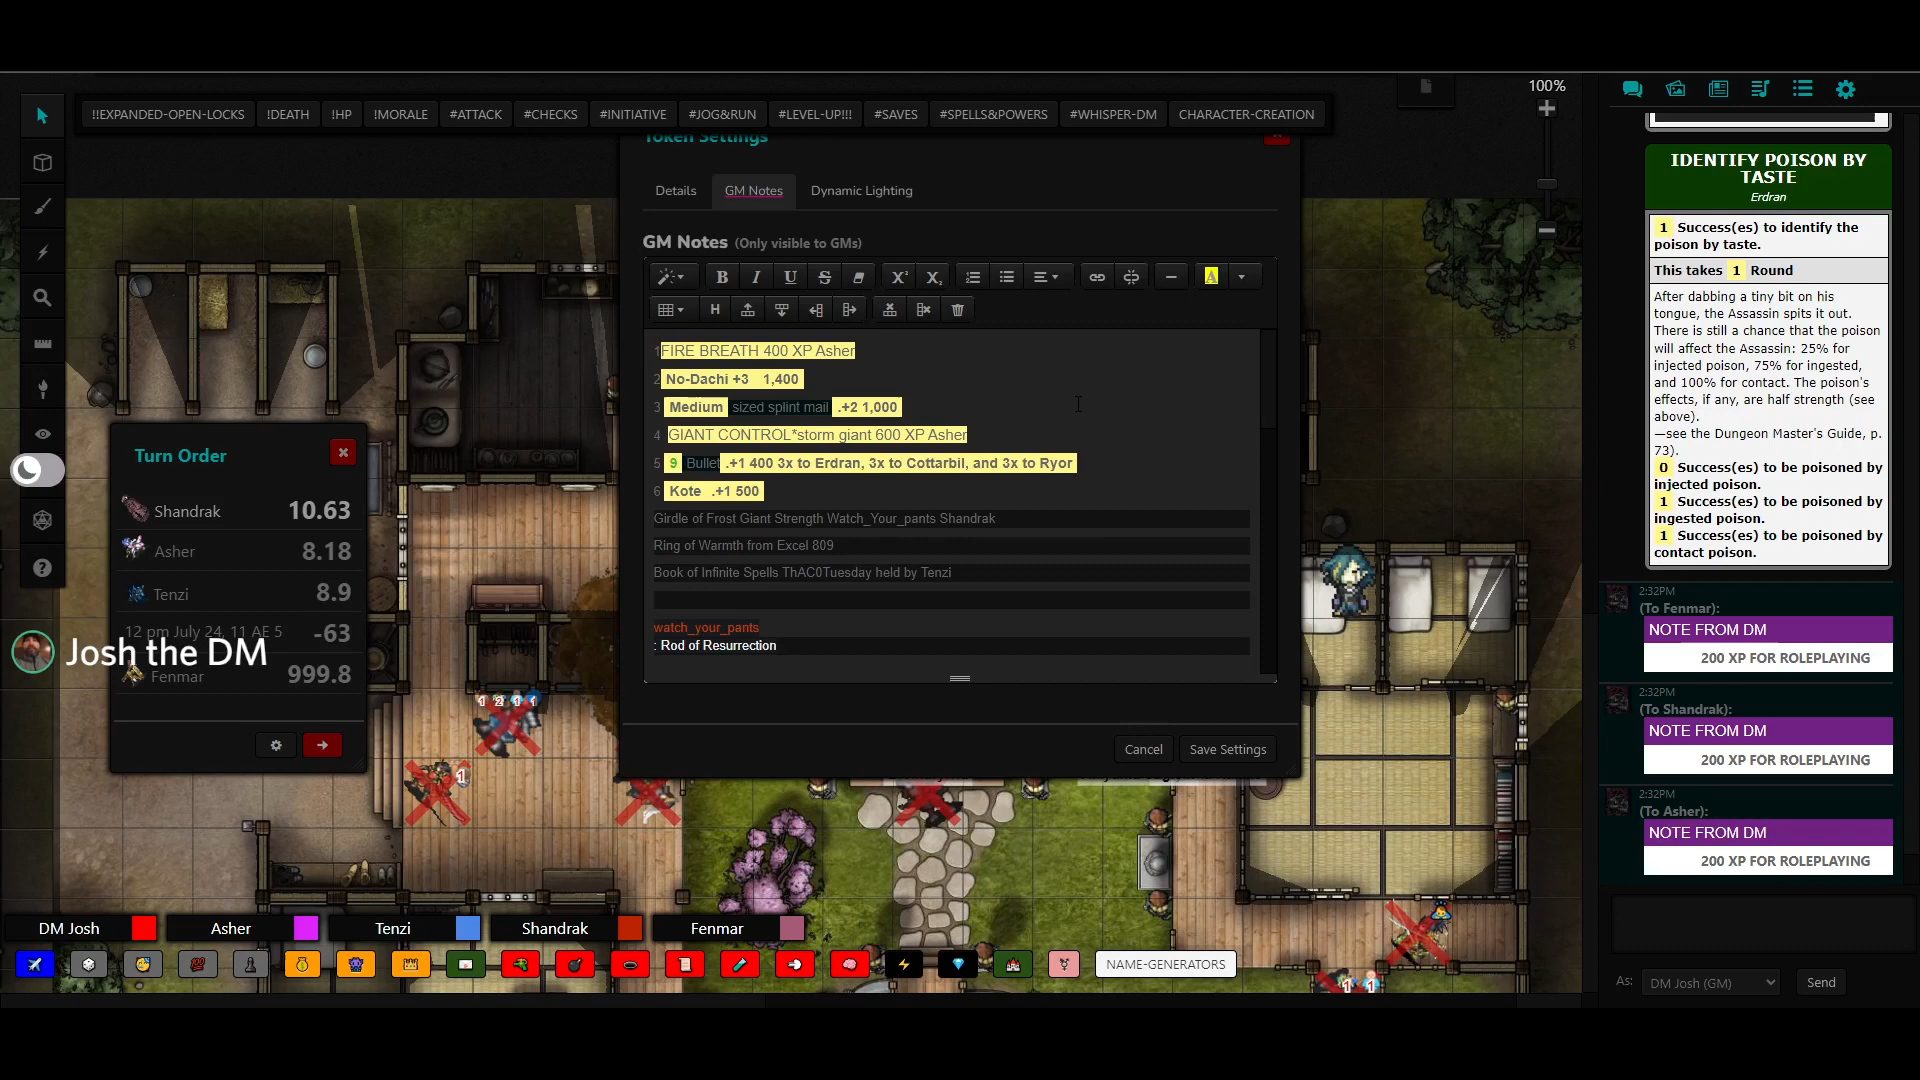 100%
!!EXPANDED-OPEN-LOCKS !DEATH !HP !MORALE #ATTACK #CHECKS #INITIATIVE #JOG&RUN #LEVEL-UP!!! #SAVES #SPELLS&POWERS #WHISPER-DM CHARACTER-CREATION
Token Settings
Details GM Notes Dynamic Lighting
GM Notes (Only visible to GMs)
1 FIRE BREATH 400 XP Asher
2 No-Dachi +3 1,400
3 Medium sized splint mail .+2 1,000
4 GIANT CONTROL*storm giant 600 XP Asher
5 9 Bullet .+1 400 3x to Erdran, 3x to Cottarbil, and 3x to Ryor
6 Kote .+1 500
Girdle of Frost Giant Strength Watch_Your_pants Shandrak
Ring of Warmth from Excel 809
Book of Infinite Spells ThAC0Tuesday held by Tenzi
watch_your_pants
: Rod of Resurrection
Cancel Save Settings
Turn Order
Shandrak 10.63
Asher 8.18
Tenzi 8.9
12 pm July 24, 11 AE 5 -63
Fenmar 999.8
Josh the DM
1 2 1 1
1
1 1
DM Josh Asher Tenzi Shandrak Fenmar
NAME-GENERATORS
IDENTIFY POISON BY
TASTE
Erdran
1 Success(es) to identify the
poison by taste.
This takes 1 Round
After dabbing a tiny bit on his
tongue, the Assassin spits it out.
There is still a chance that the poison
will affect the Assassin: 25% for
injected poison, 75% for ingested,
and 100% for contact. The poison's
effects, if any, are half strength (see
above).
—see the Dungeon Master's Guide, p.
73).
0 Success(es) to be poisoned by
injected poison.
1 Success(es) to be poisoned by
ingested poison.
1 Success(es) to be poisoned by
contact poison.
2:32PM
(To Fenmar):
NOTE FROM DM
200 XP FOR ROLEPLAYING
2:32PM
(To Shandrak):
NOTE FROM DM
200 XP FOR ROLEPLAYING
2:32PM
(To Asher):
NOTE FROM DM
200 XP FOR ROLEPLAYING
As: DM Josh (GM) Send